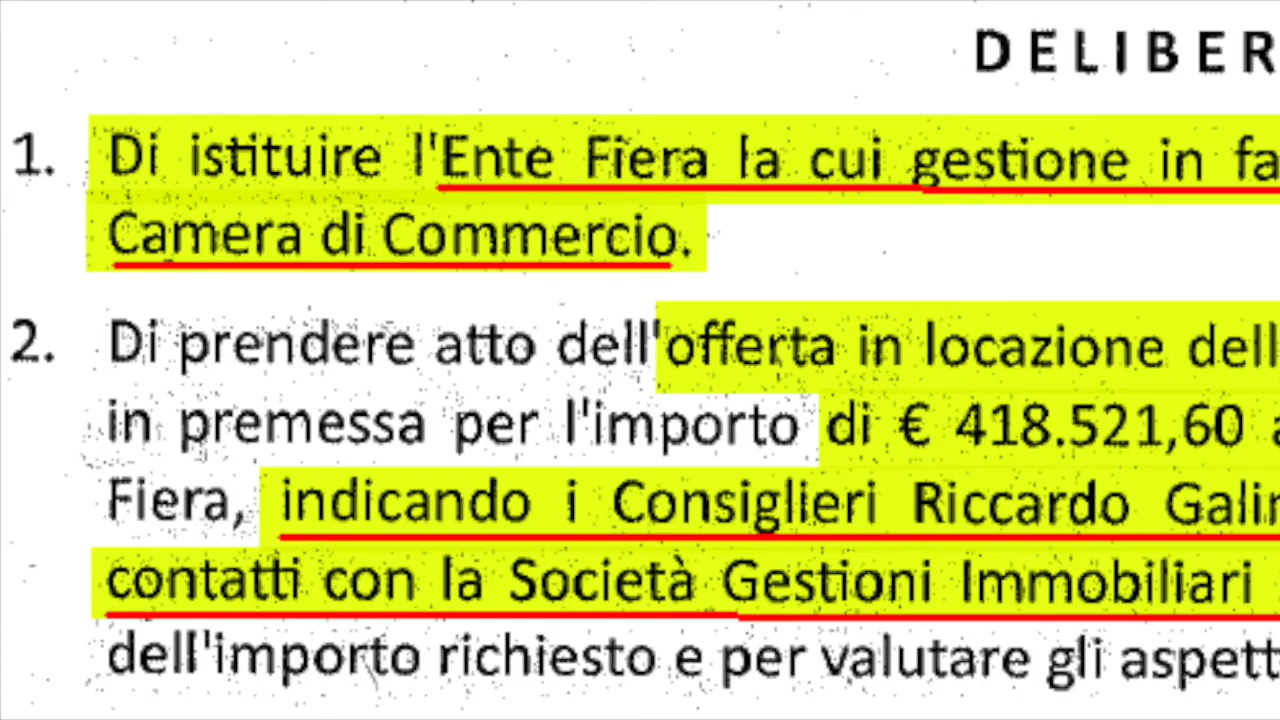 DELIBER
1. Di istituire l'Ente Fiera la cui gestione in fa
Camera di Commercio.
2. Di prendere atto dell'offerta in locazione dell
in premessa per l'importo di € 418.521,60 a
Fiera, indicando i Consiglieri Riccardo Galin
contatti con la Società Gestioni Immobiliari
dell'importo richiesto e per valutare gli aspett